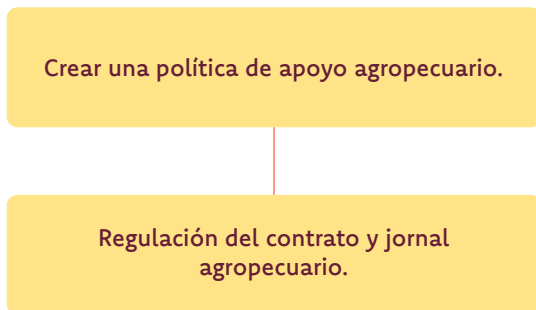 Crear una política de apoyo agropecuario.
Regulación del contrato y jornal
agropecuario.